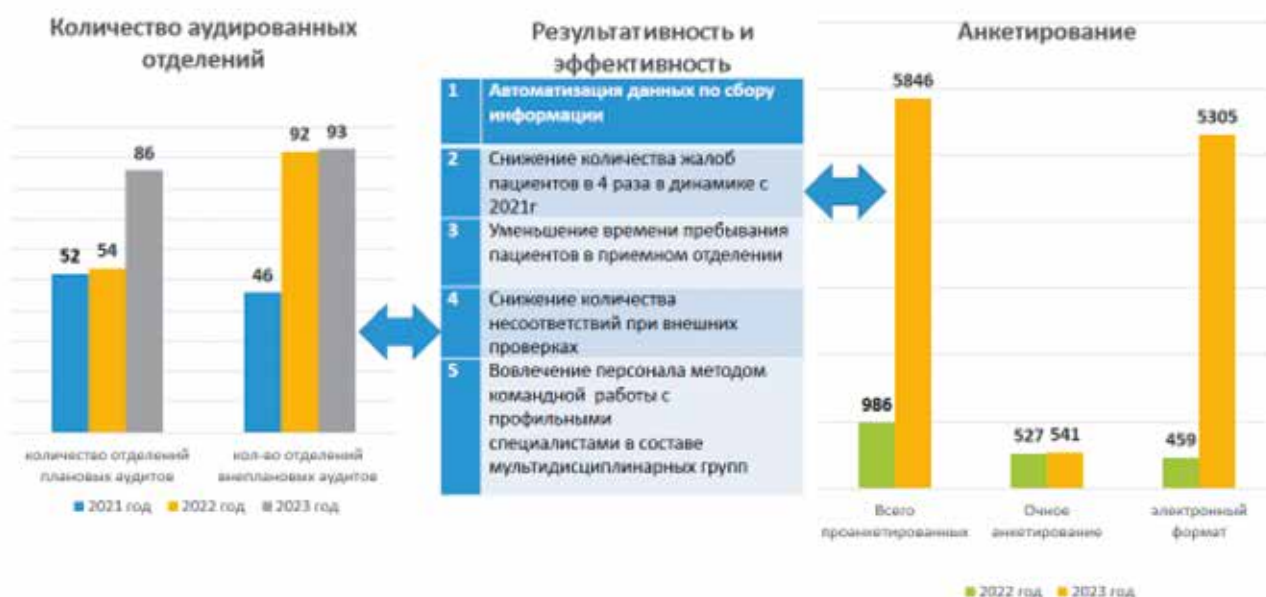 Количество аудированных
отделений
86
92
93
52
54
46
количество отделений
плановых аудитов
кол-во отделений
внеплановых аудитов
2021 год
2022 год
2023 год
Результативность и
эффективность
1
Автоматизация данных по сбору
информации
2
Снижение количества жалоб
пациентов в 4 раза в динамике с
2021г
3
Уменьшение времени пребывания
пациентов в приемном отделении
4
Снижение количества
несоответствий при внешних
проверках
5
Вовлечение персонала методом
командной работы с
профильными
специалистами в составе
мультидисциплинарных групп
Анкетирование
5846
5305
986
527
541
459
Всего
проанкетированных
Очное
анкетирование
электронный
формат
2022 год
2023 год